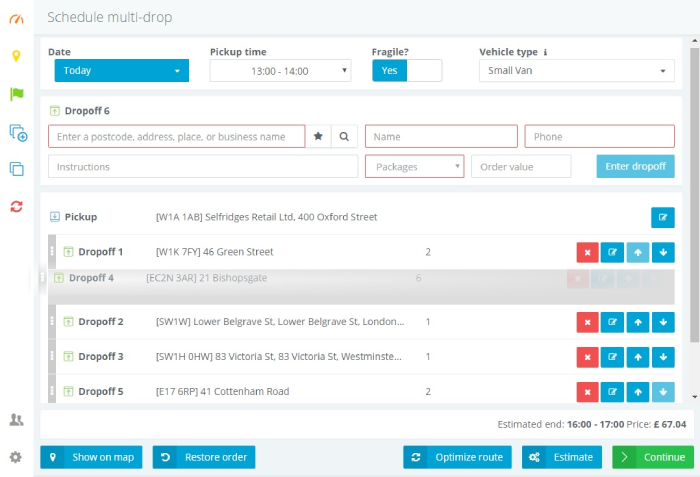 Schedule multi-drop
Date Pickup time Fragile? Vehicle type i
Today 13:00 - 14:00 Yes Small Van
Dropoff 6
Enter a postcode, address, place, or business name Name Phone
Instructions Packages Order value Enter dropoff
Pickup [W1A 1AB] Selfridges Retail Ltd, 400 Oxford Street
Dropoff 1 [W1K 7FY] 46 Green Street 2
Dropoff 4 [EC2N 3AR] 21 Bishopsgate 6
Dropoff 2 [SW1W] Lower Belgrave St, Lower Belgrave St, London... 1
Dropoff 3 [SW1H 0HW] 83 Victoria St, 83 Victoria St, Westminste... 1
Dropoff 5 [E17 6RP] 41 Cottenham Road 2
Estimated end: 16:00 - 17:00 Price: £ 67.04
Show on map Restore order Optimize route Estimate Continue